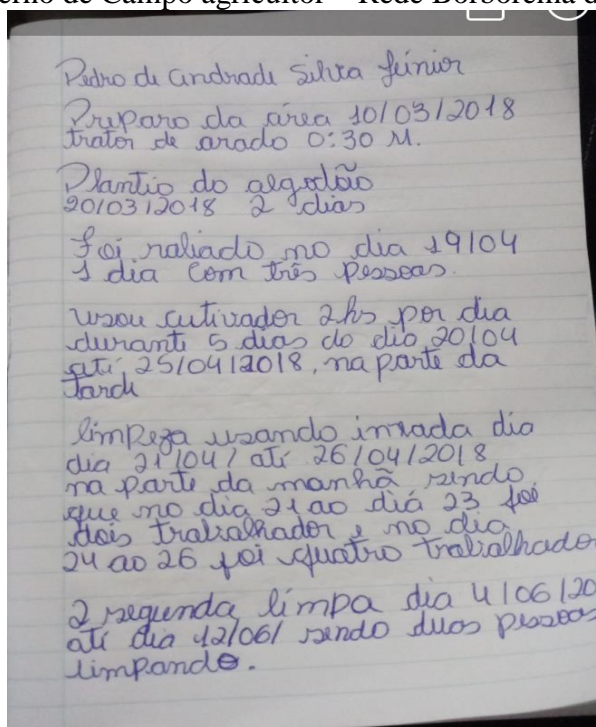 erno de Campo agricultor – Rede Borborema d
Pedro de Andrade Silva Júnior
Preparo da área 10/03/2018
trator de arado 0:30 M.
Plantio do algodão
20/03/2018 2 dias
Foi raliado no dia 19/04
1 dia com três pessoas.
usou cutivador 2hs por dia
durante 5 dias do dio 20/04
até 25/04/2018, na parte da
Tarde
limpeza usando inxada dia
dia 21/04/ até 26/04/2018
na parte da manhã sendo
que no dia 21 ao diá 23 foi
dois trabalhador e no dia
24 ao 26 foi quatro trabalhador
2 segunda limpa dia 4/06/20
até dia 12/06/ sendo duas pessoas
limpando.